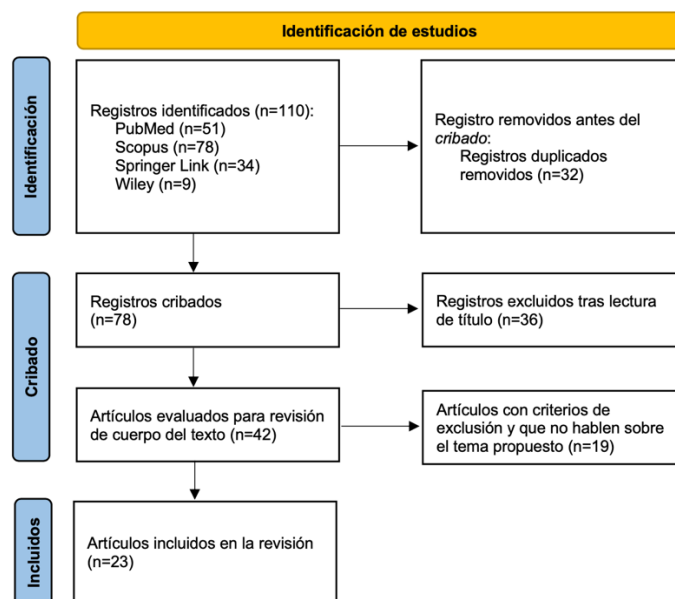 Identificación de estudios
Identificación
Registros identificados (n=110):
PubMed (n=51)
Scopus (n=78)
Springer Link (n=34)
Wiley (n=9)
Registro removidos antes del
cribado:
Registros duplicados
removidos (n=32)
Cribado
Registros cribados
(n=78)
Registros excluidos tras lectura
de título (n=36)
Artículos evaluados para revisión
de cuerpo del texto (n=42)
Artículos con criterios de
exclusión y que no hablen sobre
el tema propuesto (n=19)
Incluidos
Artículos incluidos en la revisión
(n=23)